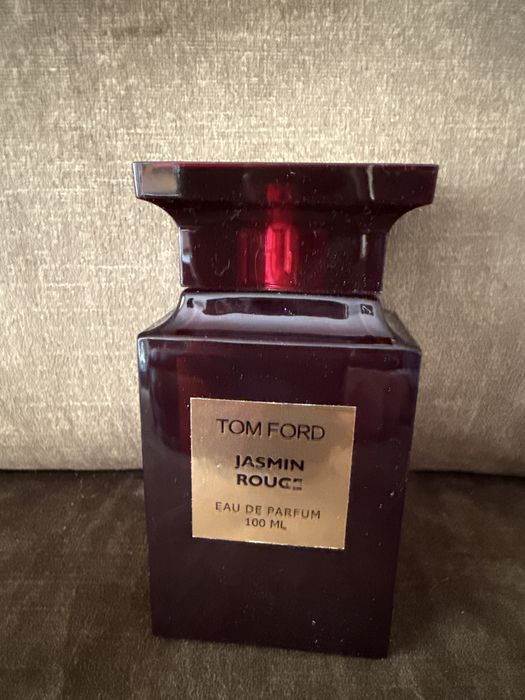 TOM FORD
JASMIN
ROUGE
EAU DE PARFUM
100 ML